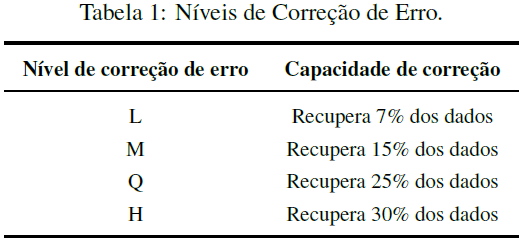 Tabela 1: Níveis de Correção de Erro.
Nível de correção de erro Capacidade de correção
L Recupera 7% dos dados
M Recupera 15% dos dados
Q Recupera 25% dos dados
H Recupera 30% dos dados